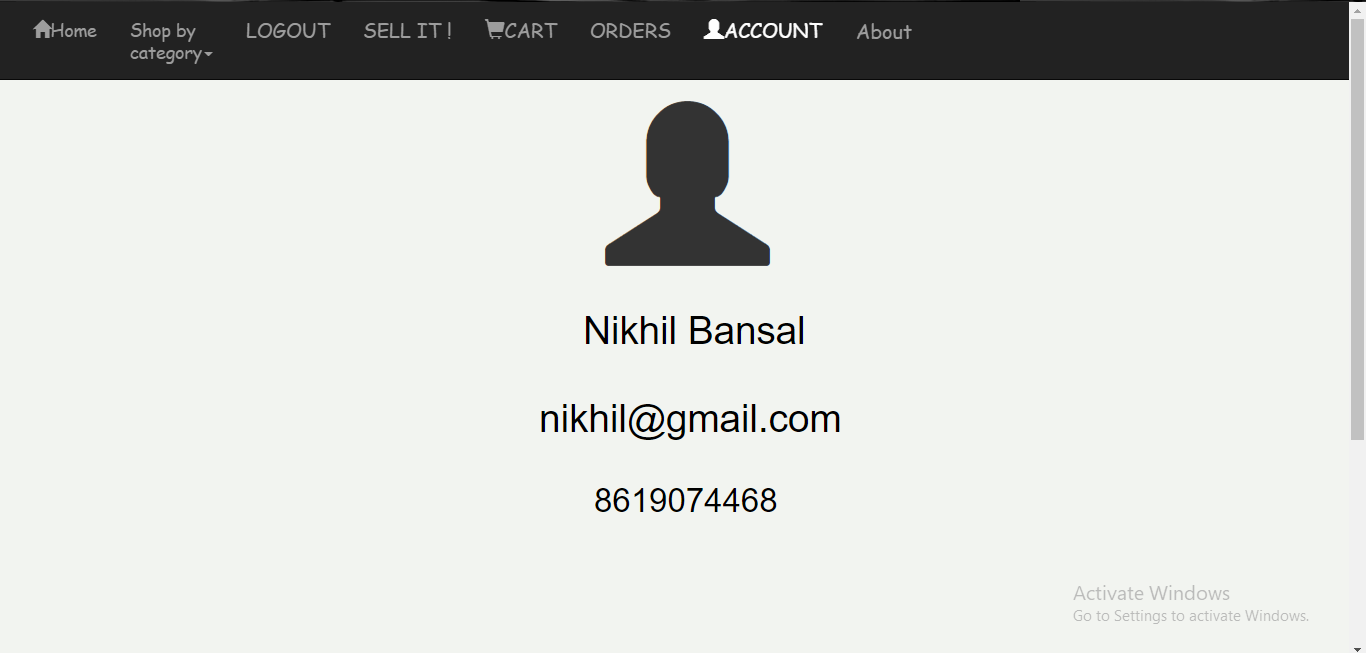 Home
Shop by
category
LOGOUT
SELL IT !
CART
ORDERS
ACCOUNT
About
Nikhil Bansal
nikhil@gmail.com
8619074468
Activate Windows
Go to Settings to activate Windows.